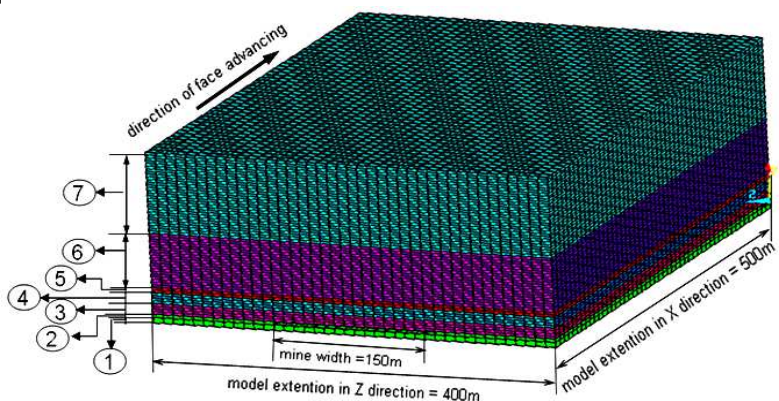 direction of face advancing
7
6
5
4
3
2
1
mine width =150m
model extention in Z direction = 400m
model extention in X direction = 500m
Z